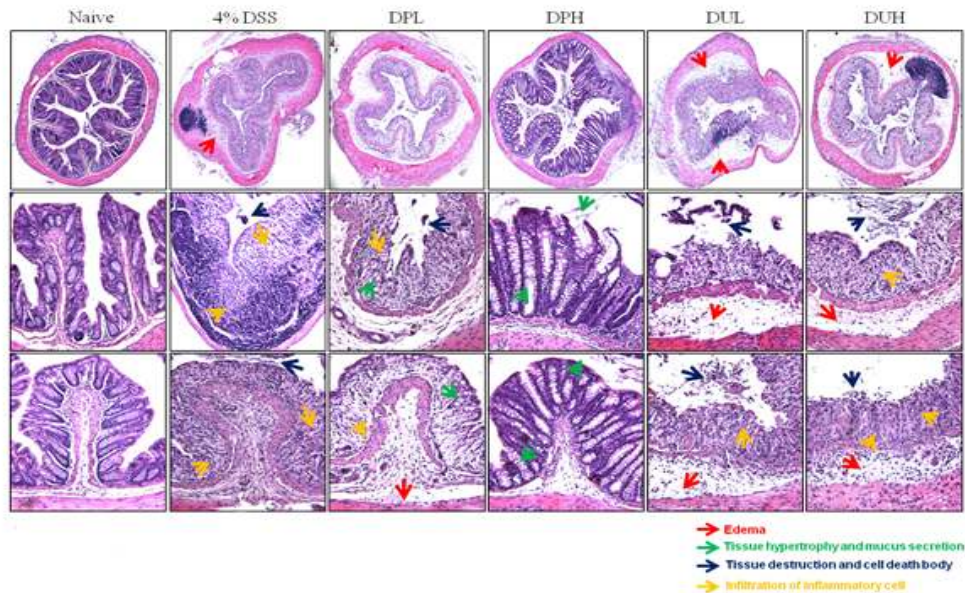 Naive 4% DSS DPL DPH DUL DUH
Edema
Tissue hypertrophy and mucus secretion
Tissue destruction and cell death body
Infiltration of inflammatory cell